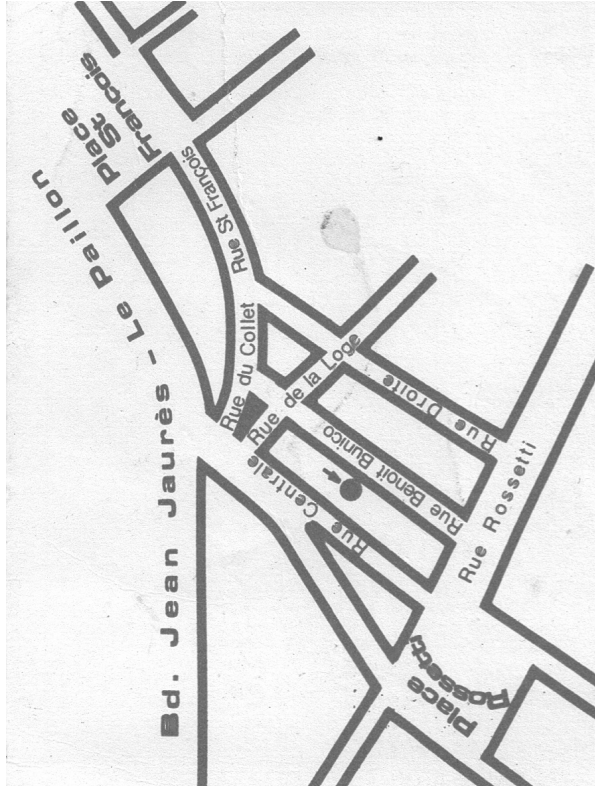 Place
St
François
Bd. Jean Jaurès - Le Paillon
Rue St François
Rue du Collet
Rue de la Loge
Rue Droite
Rue Benoit Bunico
Rue Centrale
Rue Rossetti
Place
Rossetti